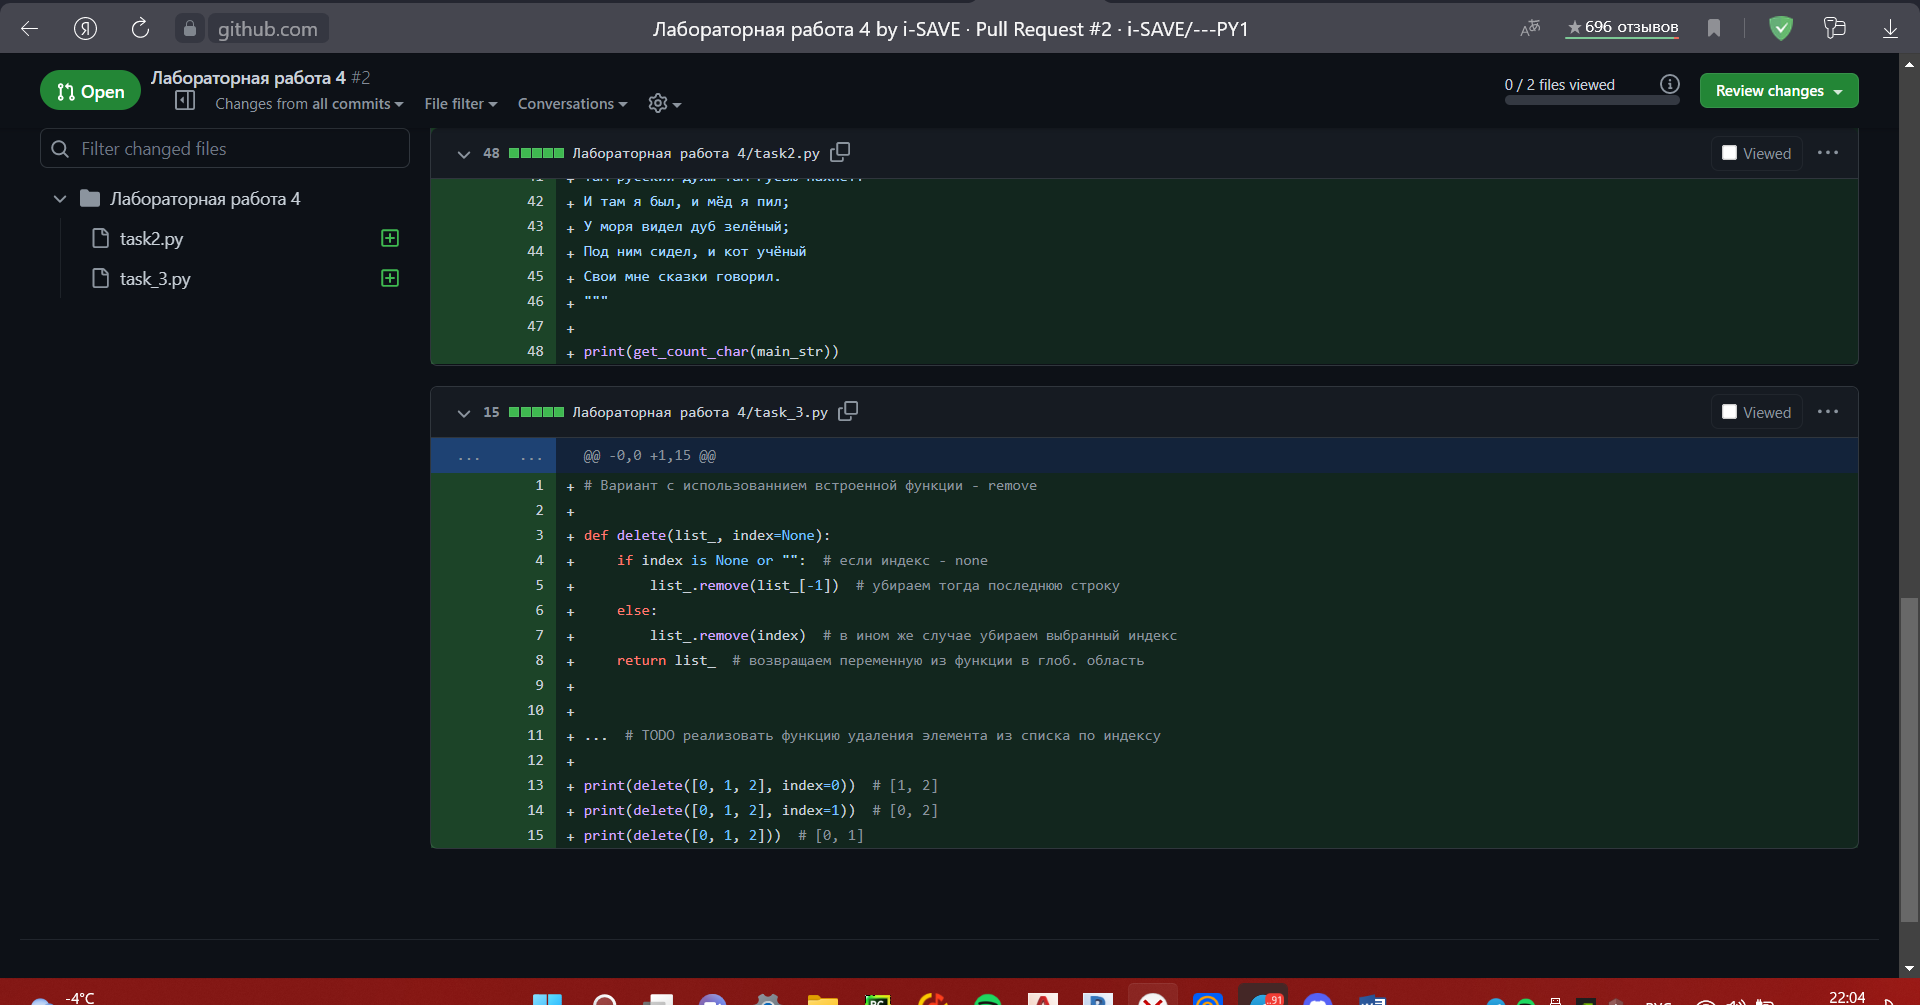 github.com
Лабораторная работа 4 by i-SAVE · Pull Request #2 · i-SAVE/---PY1
★696 отзывов
Open
Лабораторная работа 4 #2
Changes from all commits
File filter
Conversations
0 / 2 files viewed
Review changes
Filter changed files
Лабораторная работа 4
task2.py
task_3.py
48 Лабораторная работа 4/task2.py
Viewed
42 + И там я был, и мёд я пил;
43 + У моря видел дуб зелёный;
44 + Под ним сидел, и кот учёный
45 + Свои мне сказки говорил.
46 + """
47 +
48 + print(get_count_char(main_str))
15 Лабораторная работа 4/task_3.py
Viewed
... ... @@ -0,0 +1,15 @@
1 + # Вариант с использованнием встроенной функции - remove
2 +
3 + def delete(list_, index=None):
4 + if index is None or "": # если индекс - none
5 + list_.remove(list_[-1]) # убираем тогда последнюю строку
6 + else:
7 + list_.remove(index) # в ином же случае убираем выбранный индекс
8 + return list_ # возвращаем переменную из функции в глоб. область
9 +
10 +
11 + ... # TODO реализовать функцию удаления элемента из списка по индексу
12 +
13 + print(delete([0, 1, 2], index=0)) # [1, 2]
14 + print(delete([0, 1, 2], index=1)) # [0, 2]
15 + print(delete([0, 1, 2])) # [0, 1]
-4°C
91
22:04